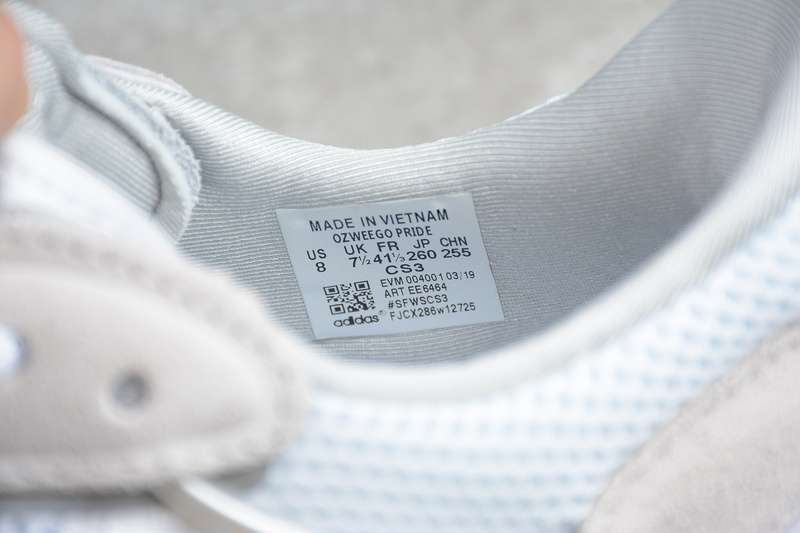 MADE IN VIETNAM
OZWEEGO PRIDE
US UK FR JP CHN
8 7½ 41⅓ 260 255
CS3
EVM 004001 03/19
ART EE6464
#SFWSCS3
adidas® FJCX286w12725